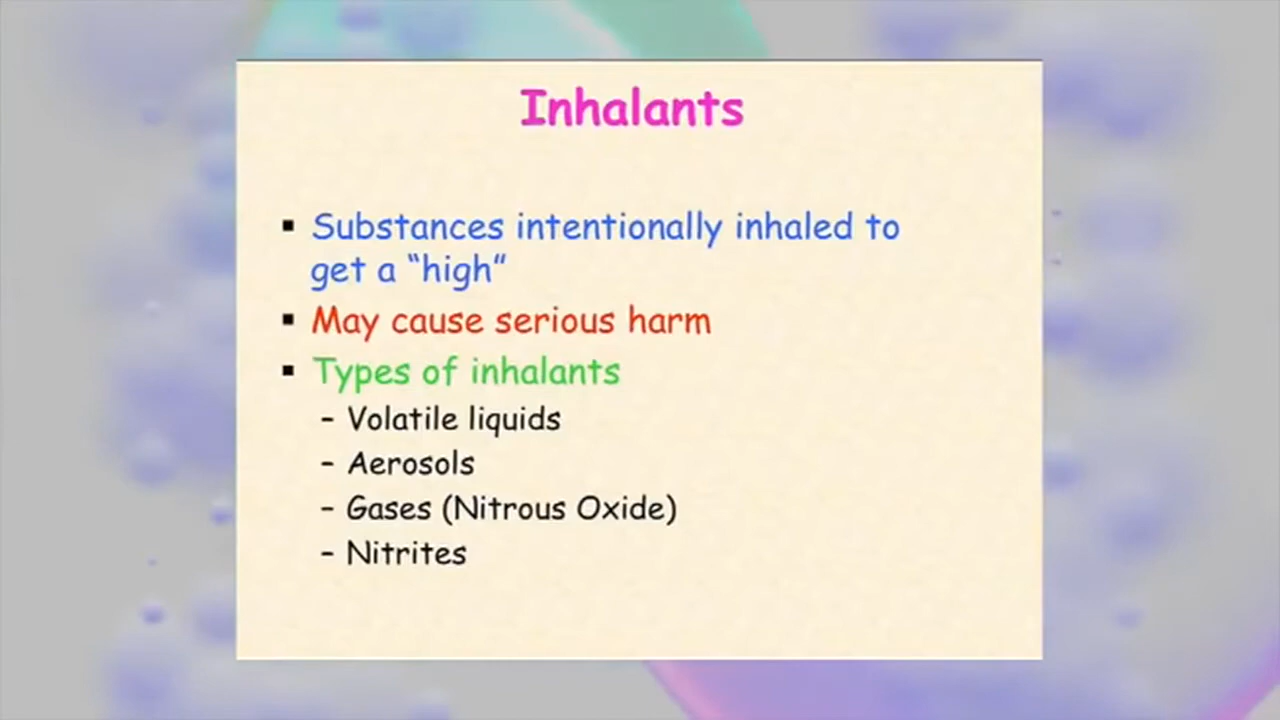 Inhalants
▪ Substances intentionally inhaled to
get a “high”
▪ May cause serious harm
▪ Types of inhalants
– Volatile liquids
– Aerosols
– Gases (Nitrous Oxide)
– Nitrites